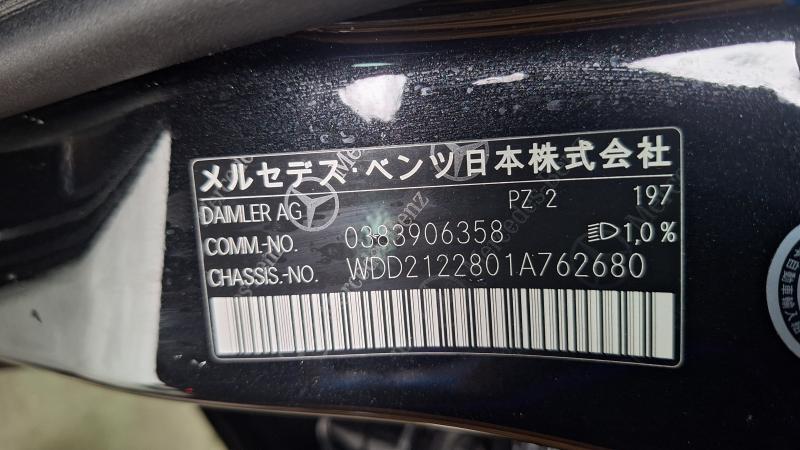 メルセデス・ベンツ日本株式会社
DAIMLER AG PZ 2 197
COMM.-NO. 0383906358 1,0 %
CHASSIS.-NO. WDD2122801A762680